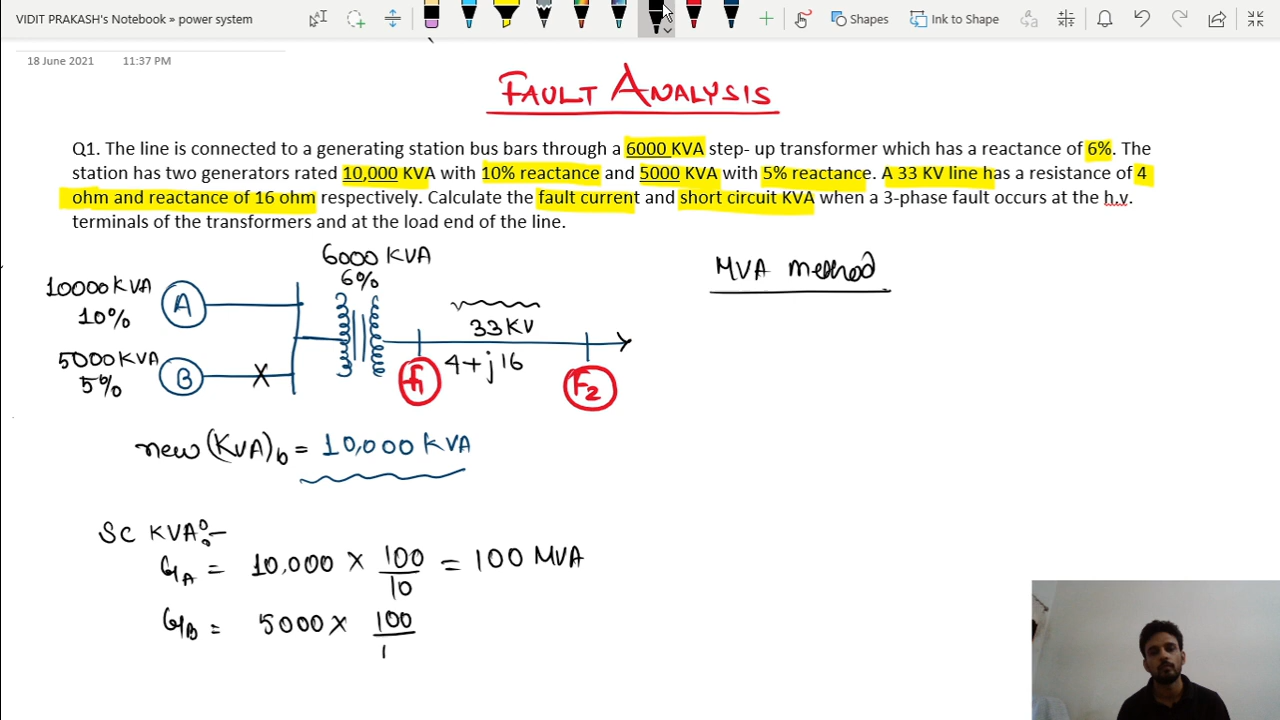 VIDIT PRAKASH's Notebook » power system
Shapes
Ink to Shape
18 June 2021 11:37 PM
FAULT ANALYSIS
Q1. The line is connected to a generating station bus bars through a 6000 KVA step- up transformer which has a reactance of 6%. The
station has two generators rated 10,000 KVA with 10% reactance and 5000 KVA with 5% reactance. A 33 KV line has a resistance of 4
ohm and reactance of 16 ohm respectively. Calculate the fault current and short circuit KVA when a 3-phase fault occurs at the h.v.
terminals of the transformers and at the load end of the line.
6000 KVA
6%
MVA method
10000 KVA
10%
A
33 KV
5000 KVA
5%
B
4+j16
F1
F2
new (KVA)b = 10,000 KVA
SC KVA:-
GA = 10,000 × 100/10 = 100 MVA
GB = 5000 × 100/